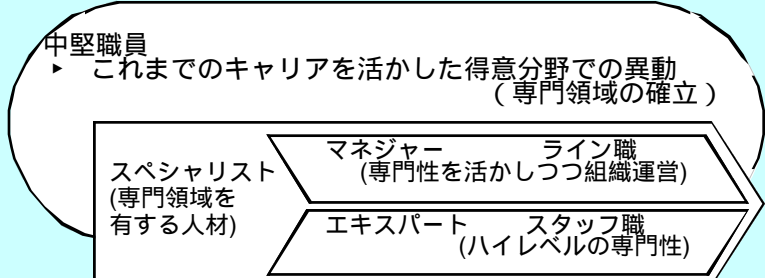 中堅職員
▸ これまでのキャリアを活かした得意分野での異動
(専門領域の確立)
スペシャリスト
(専門領域を
有する人材)
マネジャー ライン職
(専門性を活かしつつ組織運営)
エキスパート スタッフ職
(ハイレベルの専門性)